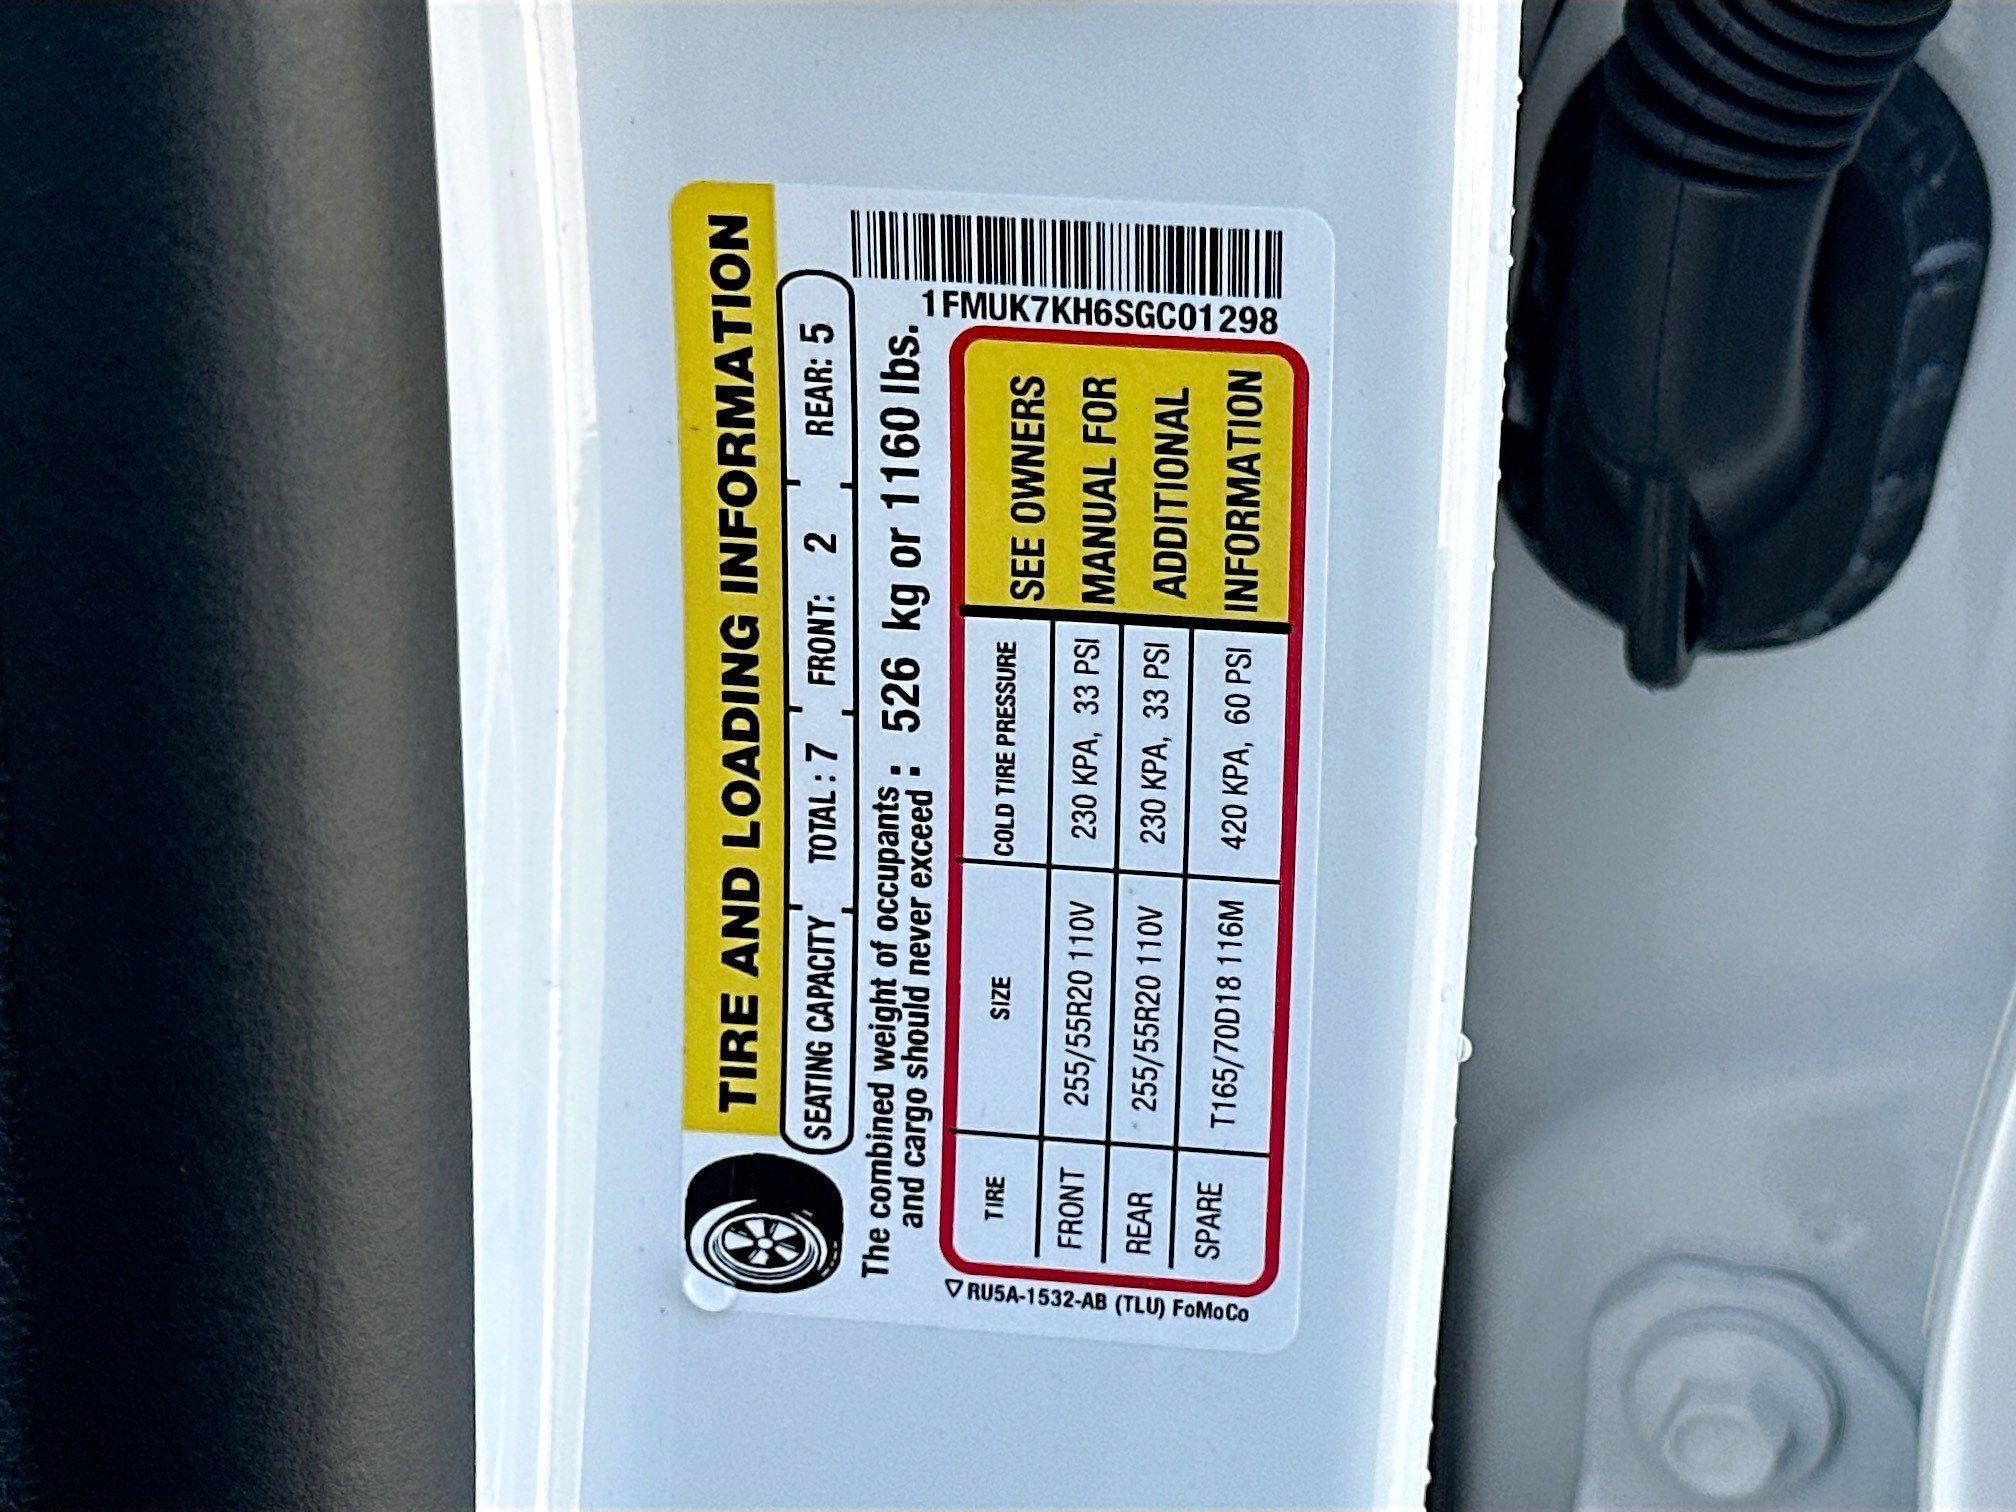 TIRE AND LOADING INFORMATION
SEATING CAPACITY TOTAL : 7 FRONT: 2 REAR: 5
The combined weight of occupants : 526 kg or 1160 lbs.
and cargo should never exceed :
1FMUK7KH6SGC01298
TIRE SIZE COLD TIRE PRESSURE
FRONT 255/55R20 110V 230 KPA, 33 PSI
REAR 255/55R20 110V 230 KPA, 33 PSI
SPARE T165/70D18 116M 420 KPA, 60 PSI
SEE OWNERS
MANUAL FOR
ADDITIONAL
INFORMATION
RU5A-1532-AB (TLU) FoMoCo